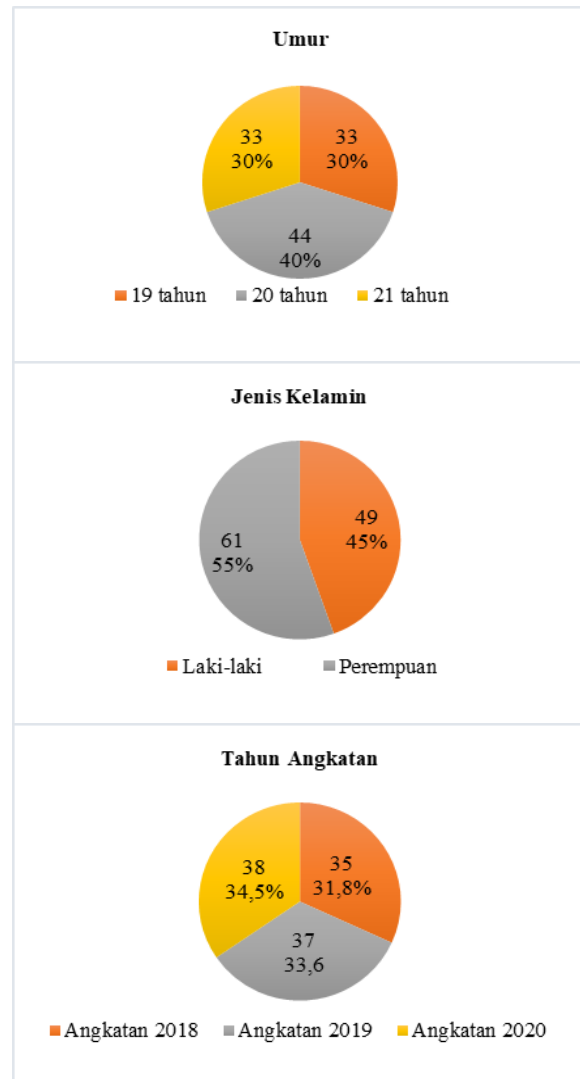 Umur
33
30%
33
30%
44
40%
19 tahun 20 tahun 21 tahun
Jenis Kelamin
61
55%
49
45%
Laki-laki Perempuan
Tahun Angkatan
38
34,5%
35
31,8%
37
33,6
Angkatan 2018 Angkatan 2019 Angkatan 2020